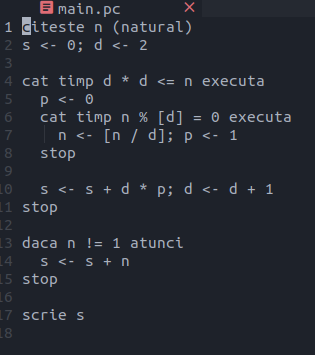 main.pc
1 citeste n (natural)
2 s <- 0; d <- 2
3
4 cat timp d * d <= n executa
5   p <- 0
6   cat timp n % [d] = 0 executa
7     n <- [n / d]; p <- 1
8   stop
9
10   s <- s + d * p; d <- d + 1
11 stop
12
13 daca n != 1 atunci
14   s <- s + n
15 stop
16
17 scrie s
18